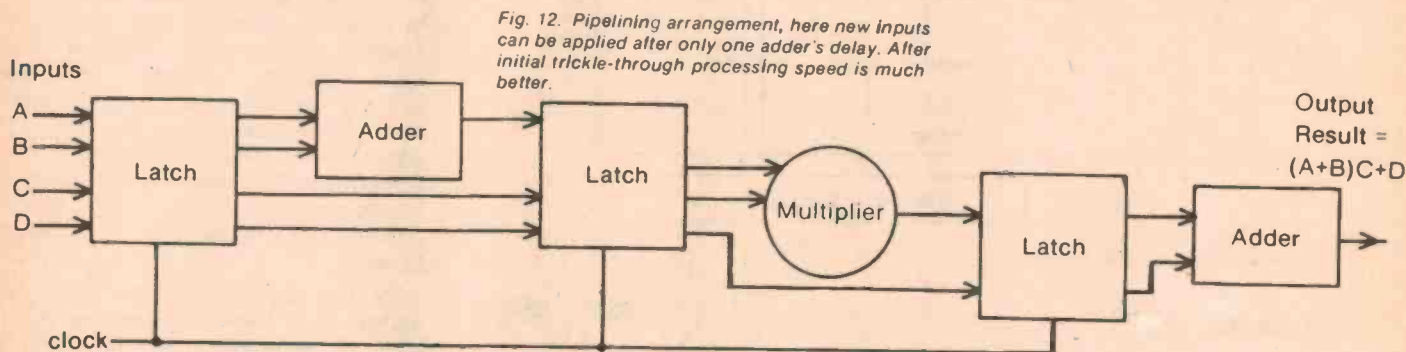 Fig. 12. Pipelining arrangement, here new inputs
can be applied after only one adder's delay. After
initial trickle-through processing speed is much
better.
Inputs
A
B
C
D
Latch
Adder
Latch
Multiplier
Latch
Adder
Output
Result =
(A+B)C+D
clock